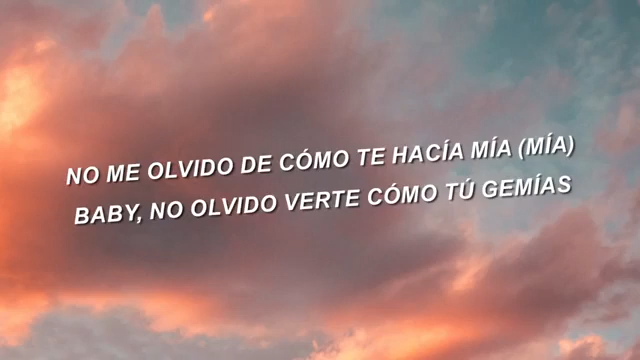 NO ME OLVIDO DE CÓMO TE HACÍA MÍA (MÍA)
BABY, NO OLVIDO VERTE CÓMO TÚ GEMÍAS